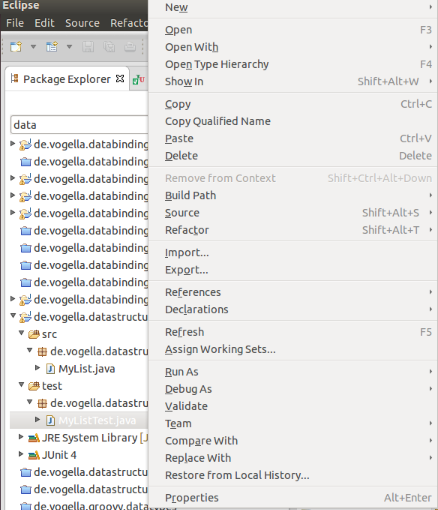 Eclipse
File Edit Source Refacto
Package Explorer
data
de.vogella.databinding
de.vogella.databinding
de.vogella.databinding
de.vogella.databinding
de.vogella.databinding
de.vogella.databinding
de.vogella.databinding
de.vogella.databinding
de.vogella.databinding
de.vogella.databinding
de.vogella.datastructu
src
de.vogella.datastru
MyList.java
test
de.vogella.datastru
MyListTest.java
JRE System Library [J
JUnit 4
de.vogella.datastructu
de.vogella.datastructu
de.vogella.groovy.datatypes
New
Open F3
Open With
Open Type Hierarchy F4
Show In Shift+Alt+W
Copy Ctrl+C
Copy Qualified Name
Paste Ctrl+V
Delete Delete
Remove from Context Shift+Ctrl+Alt+Down
Build Path
Source Shift+Alt+S
Refactor Shift+Alt+T
Import...
Export...
References
Declarations
Refresh F5
Assign Working Sets...
Run As
Debug As
Validate
Team
Compare With
Replace With
Restore from Local History...
Properties Alt+Enter